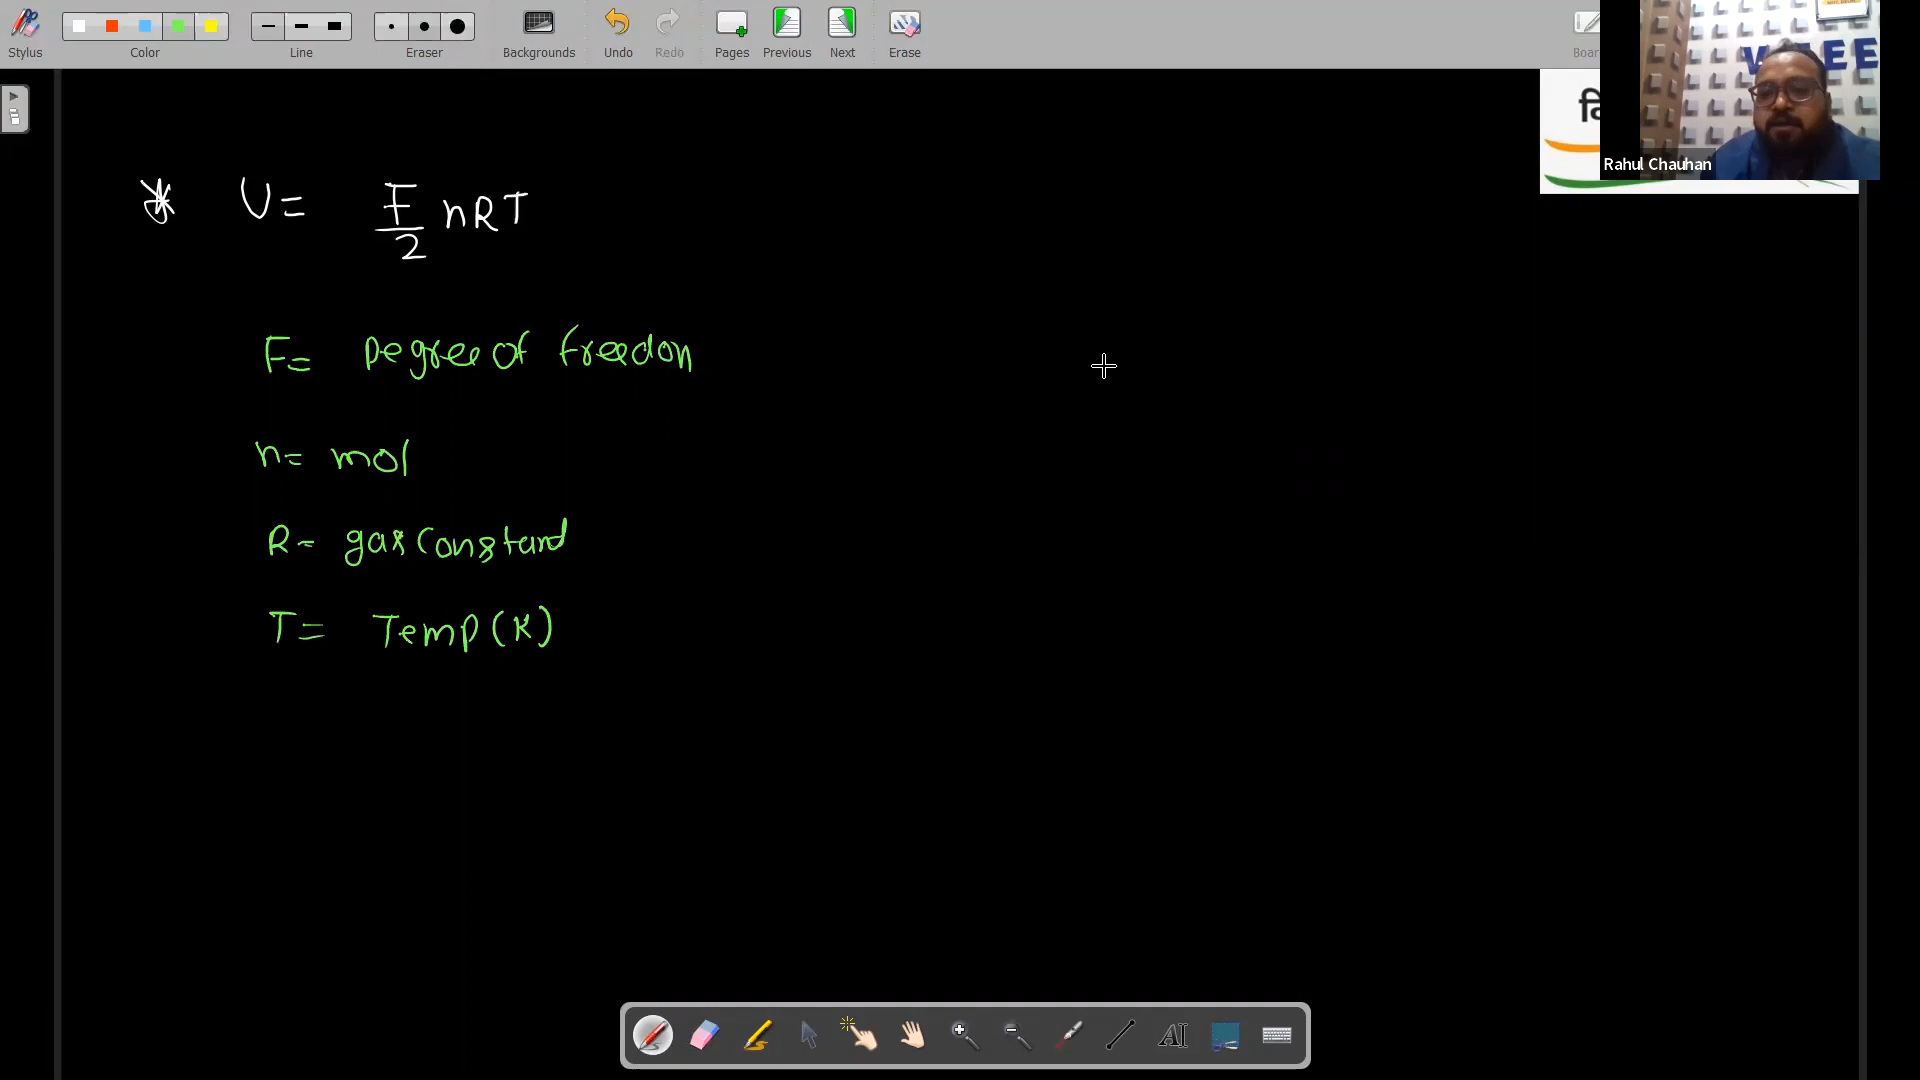 Stylus Color Line Eraser Backgrounds Undo Redo Pages Previous Next Erase
Rahul Chauhan
* U = F/2 nRT
F = Degree of freedon
n = mol
R = gas constant
T = Temp (K)
AI